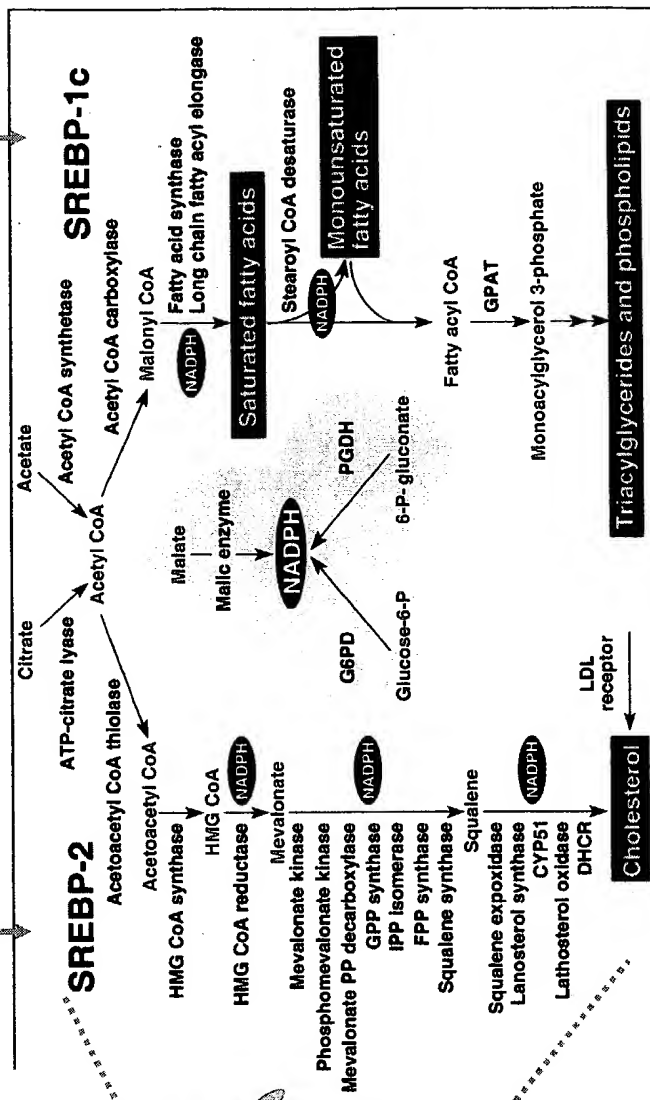 SREBP-2
SREBP-1c
Citrate
Acetate
ATP-citrate lyase
Acetyl CoA synthetase
Acetyl CoA
Acetoacetyl CoA thiolase
Acetyl CoA carboxylase
Acetoacetyl CoA
Malonyl CoA
HMG CoA synthase
NADPH
Fatty acid synthase
Long chain fatty acyl elongase
HMG CoA
HMG CoA reductase
NADPH
Saturated fatty acids
Mevalonate
Mevalonate kinase
Phosphomevalonate kinase
Mevalonate PP decarboxylase
GPP synthase
IPP isomerase
FPP synthase
Squalene synthase
NADPH
Stearoyl CoA desaturase
NADPH
Monounsaturated
fatty acids
Malate
Malic enzyme
NADPH
G6PD
PGDH
Glucose-6-P
6-P-gluconate
Squalene
Squalene expoxidase
Lanosterol synthase
CYP51
Lathosterol oxidase
DHCR
NADPH
Fatty acyl CoA
GPAT
Monoacylglycerol 3-phosphate
Cholesterol
LDL
receptor
Triacylglycerides and phospholipids